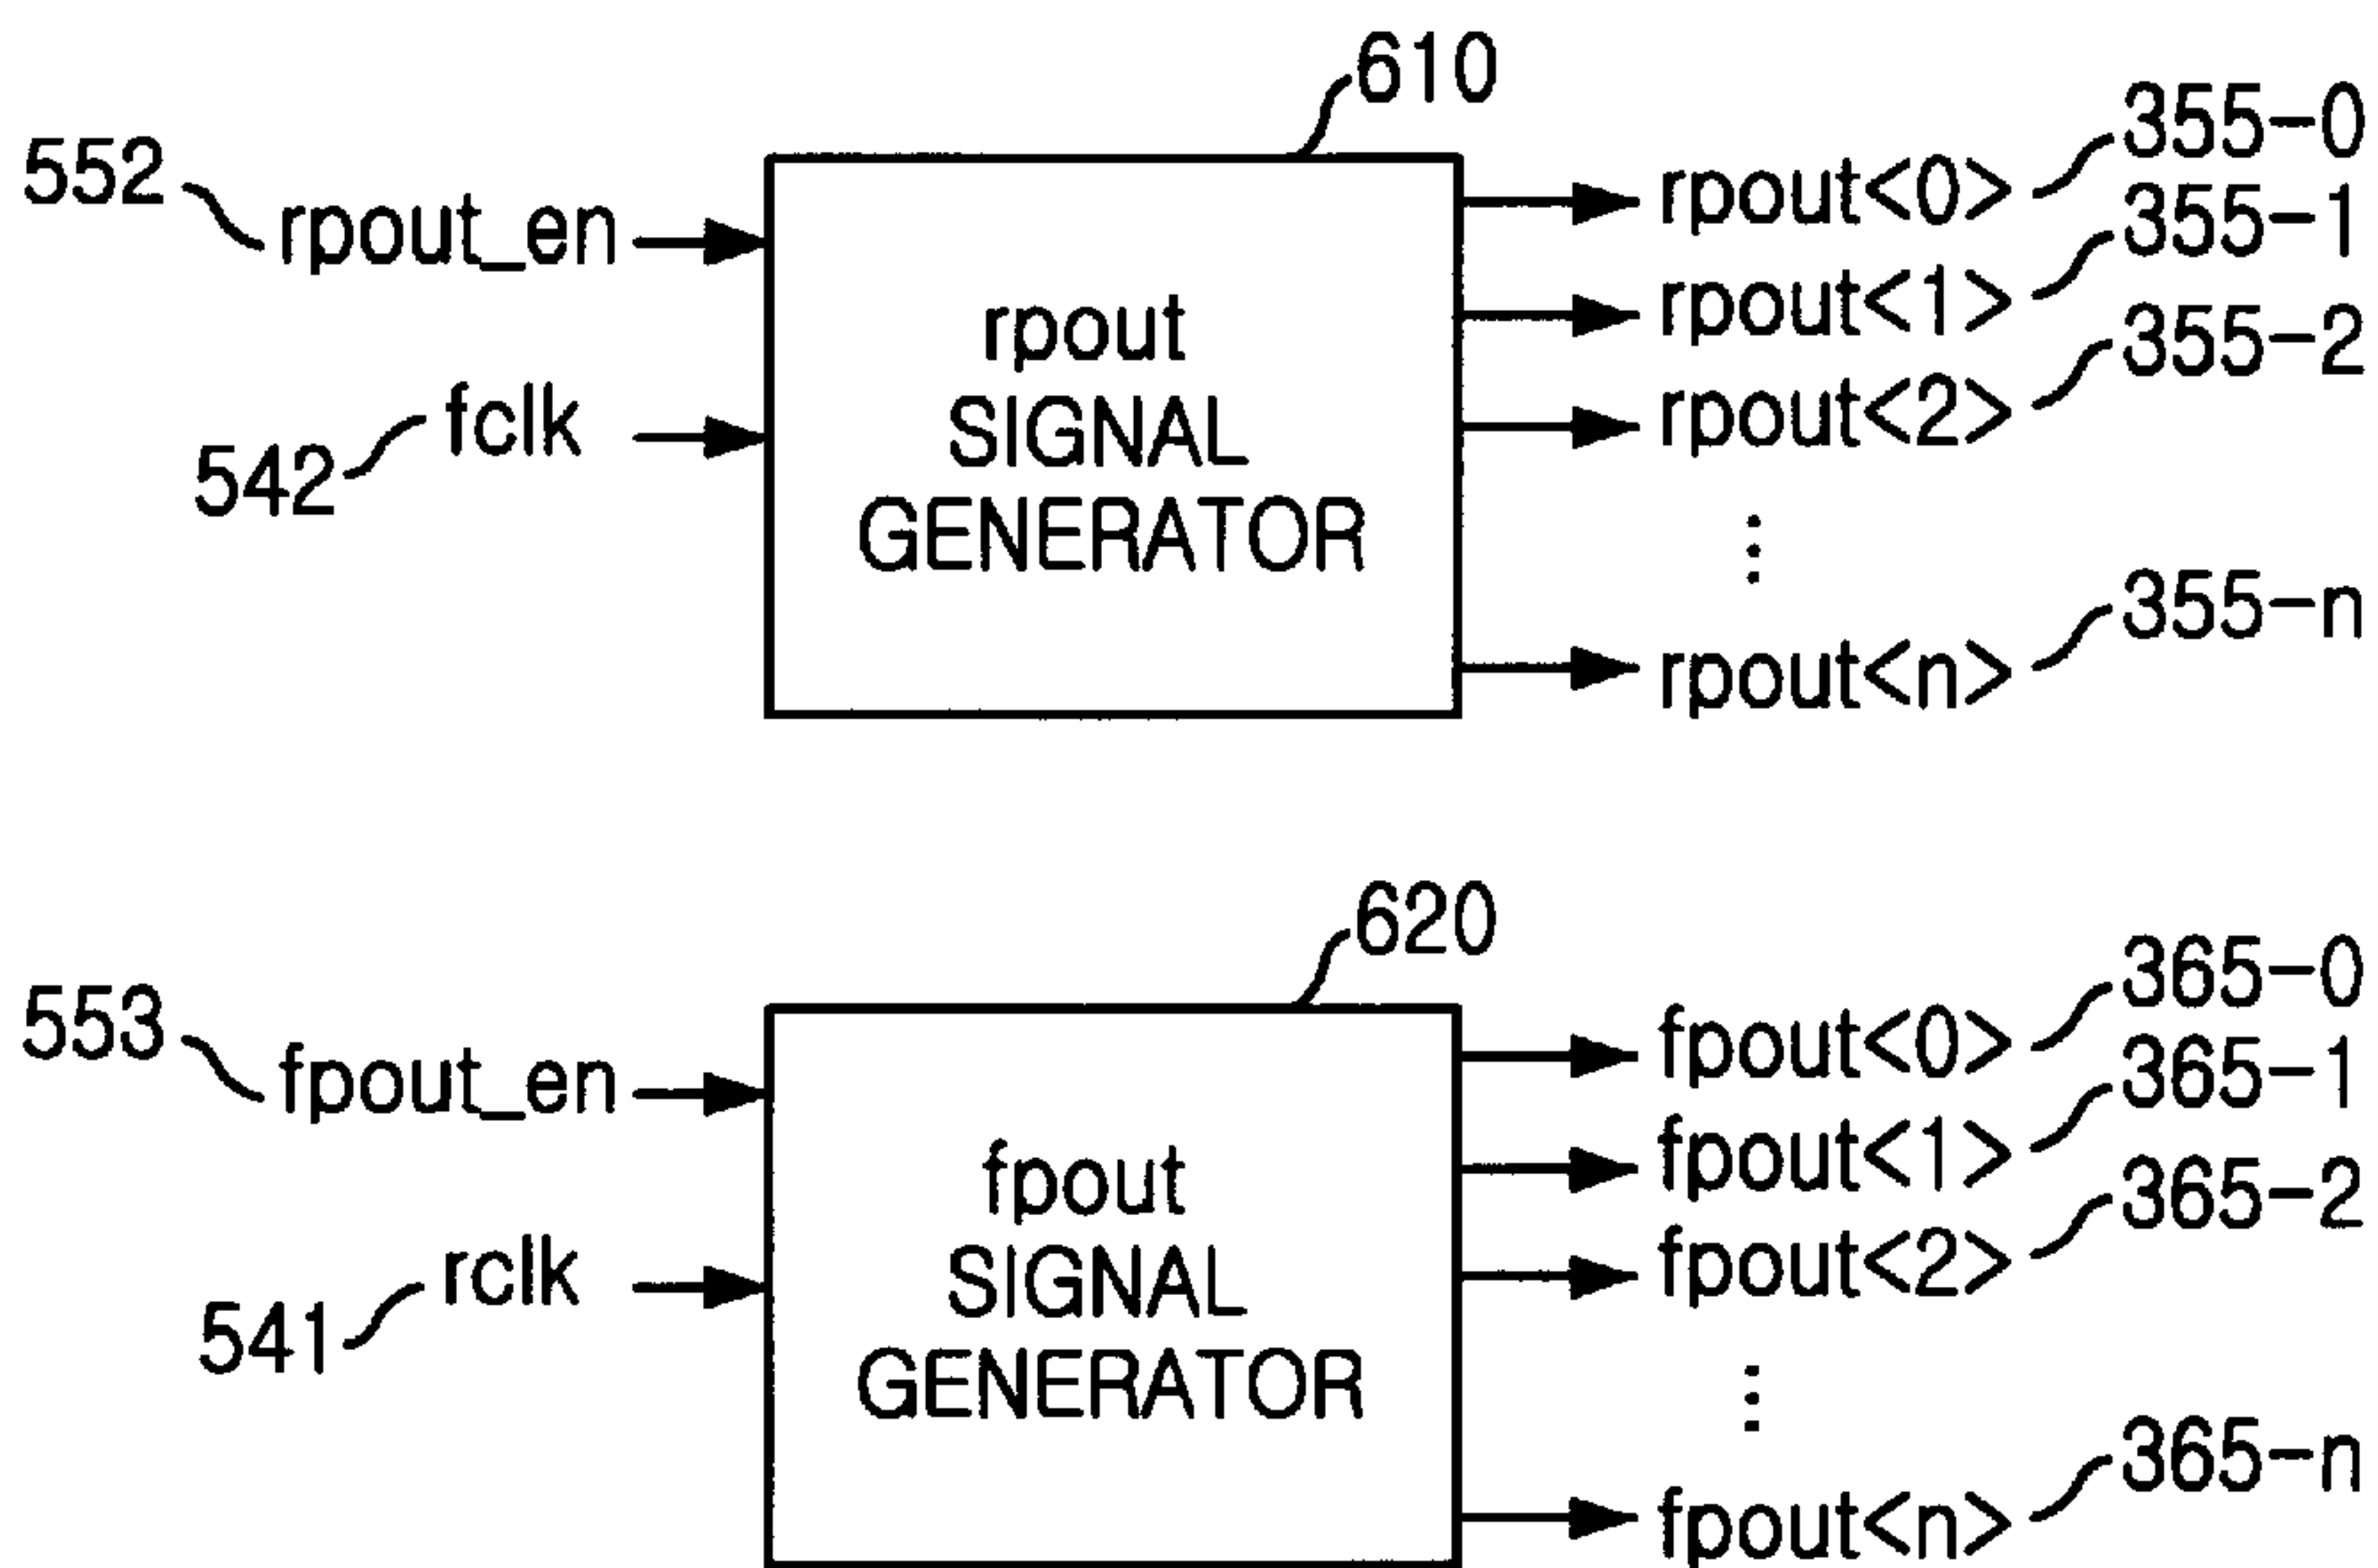 610
552
rpout_en
542
fclk
rpout
SIGNAL
GENERATOR
rpout<0>
355-0
rpout<1>
355-1
rpout<2>
355-2
⋮
rpout<n>
355-n
620
553
fpout_en
541
rclk
fpout
SIGNAL
GENERATOR
fpout<0>
365-0
fpout<1>
365-1
fpout<2>
365-2
⋮
fpout<n>
365-n